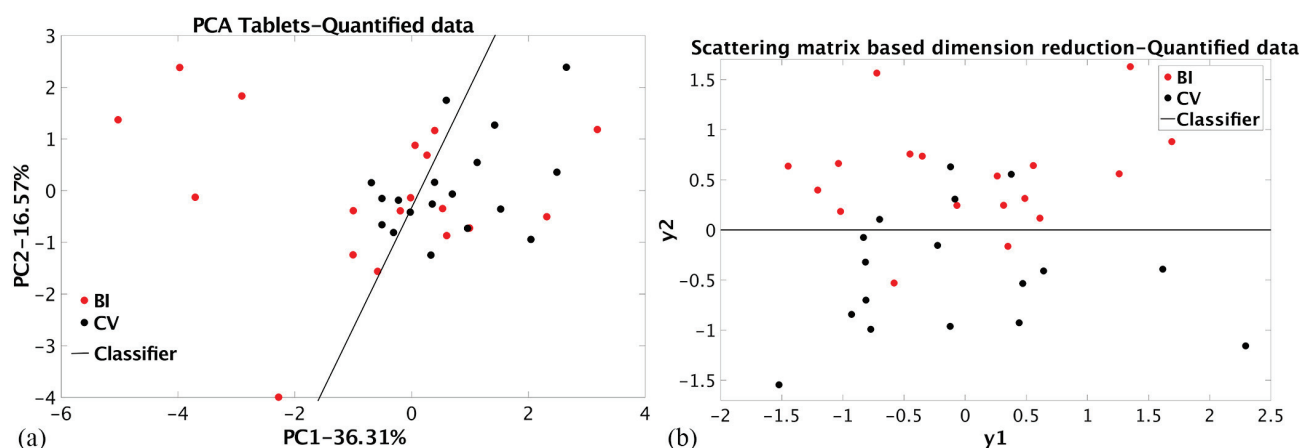 PCA Tablets-Quantified data
3
2
1
0
-1
-2
-3
-4
PC2-16.57%
BI
CV
Classifier
-6
-4
-2
0
2
4
PC1-36.31%
(a)
Scattering matrix based dimension reduction-Quantified data
1.5
1
0.5
0
-0.5
-1
-1.5
y2
BI
CV
Classifier
-2
-1.5
-1
-0.5
0
0.5
1
1.5
2
2.5
y1
(b)